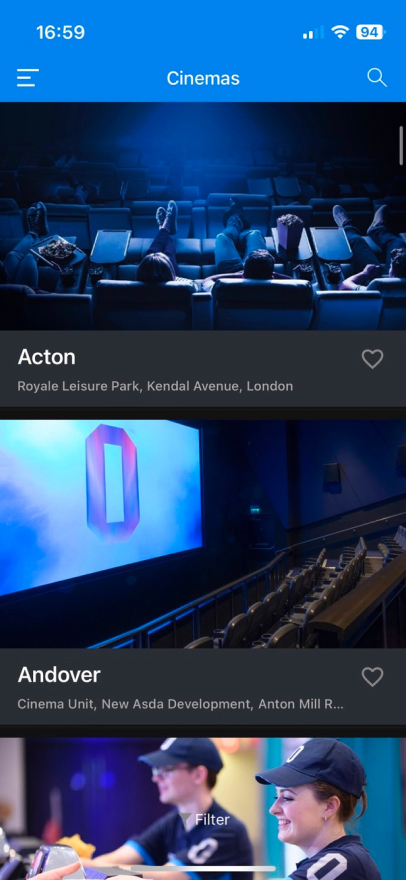 16:59
94
Cinemas
Acton
Royale Leisure Park, Kendal Avenue, London
Andover
Cinema Unit, New Asda Development, Anton Mill R...
Filter